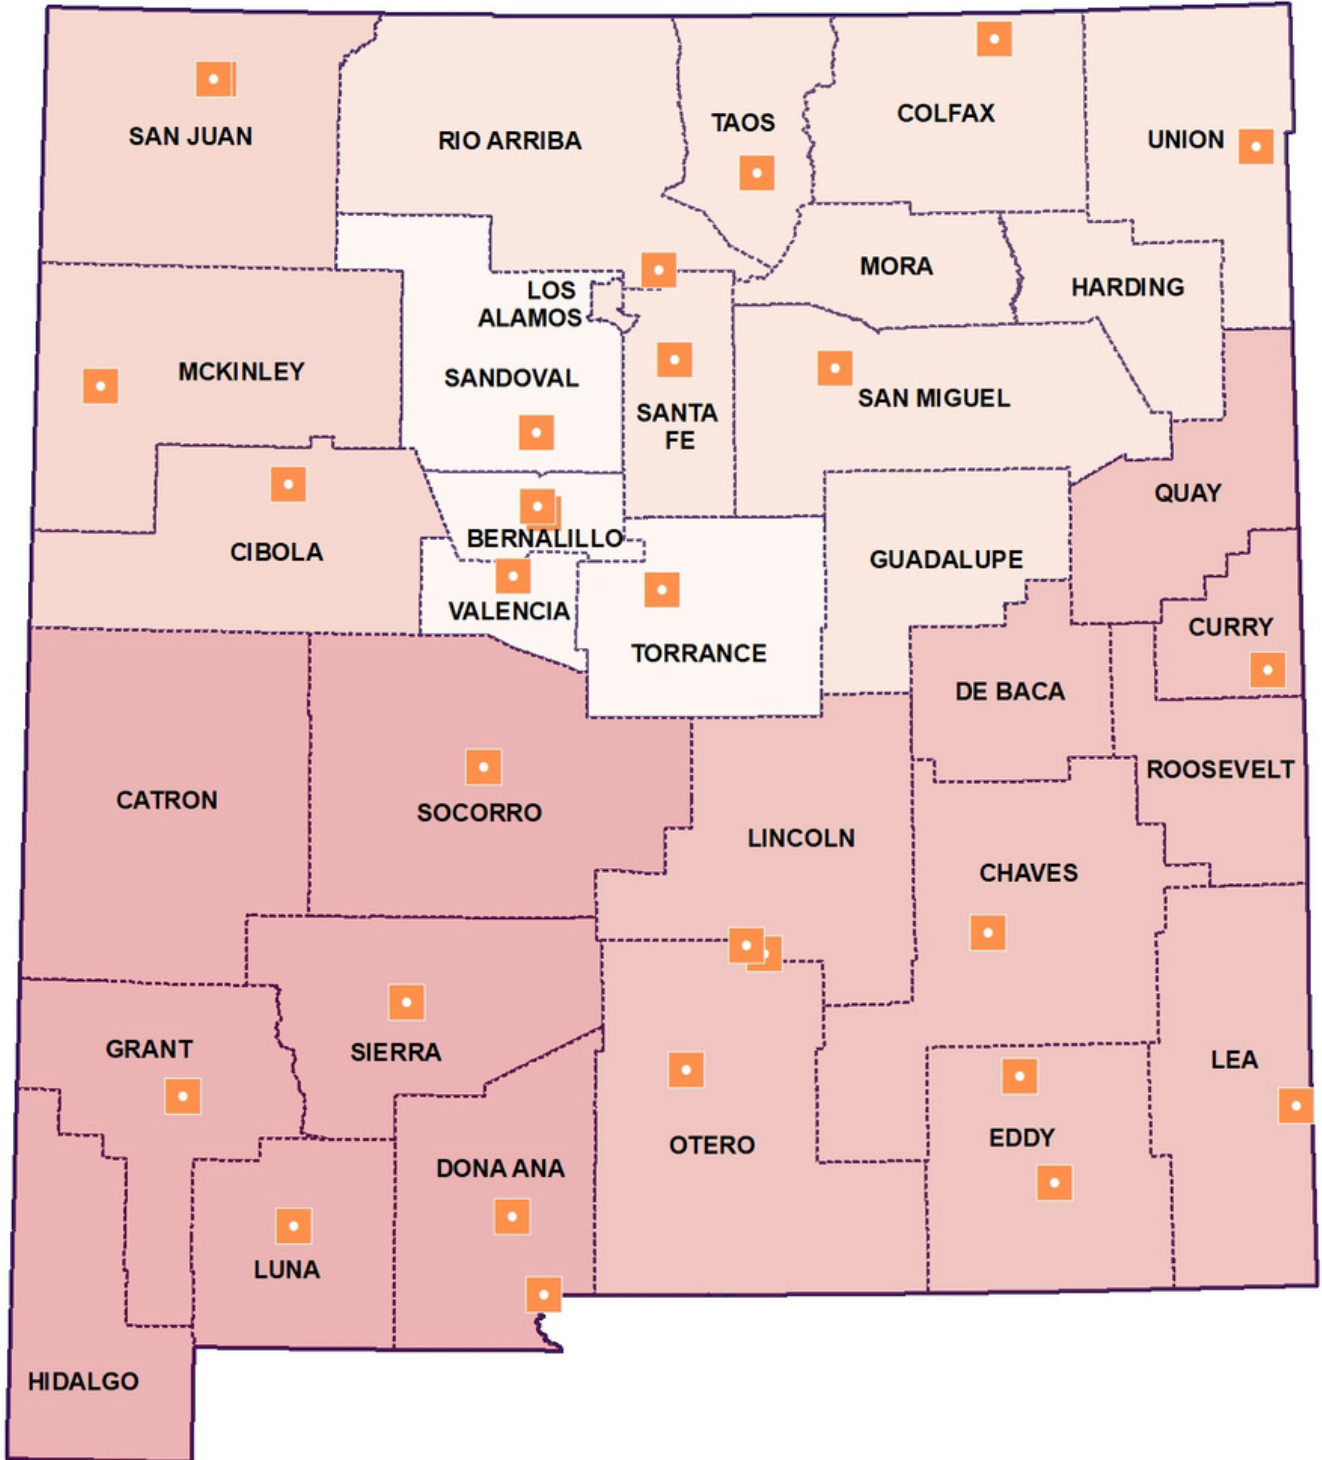 TAOS
COLFAX
SAN JUAN
RIO ARRIBA
UNION
MORA
HARDING
LOS
ALAMOS
MCKINLEY
SANDOVAL
SAN MIGUEL
SANTA
FE
QUAY
BERNALILLO
CIBOLA
GUADALUPE
VALENCIA
CURRY
TORRANCE
DE BACA
ROOSEVELT
CATRON
SOCORRO
LINCOLN
CHAVES
GRANT
SIERRA
LEA
EDDY
OTERO
DONA ANA
LUNA
HIDALGO